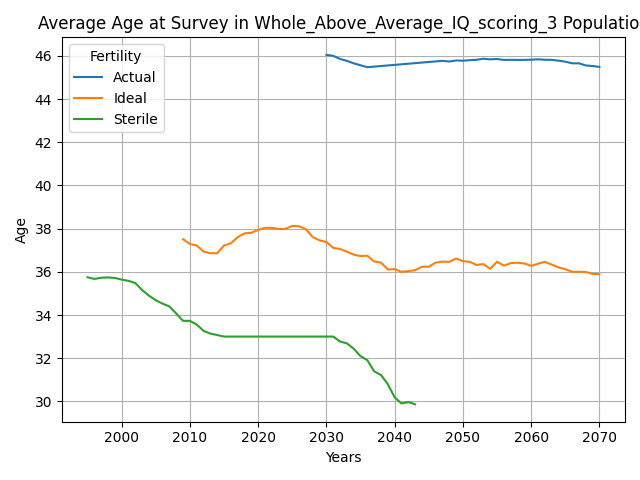 Average Age at Survey in Whole_Above_Average_IQ_scoring_3 Populatio
Fertility
Actual
Ideal
Sterile
Age
46
44
42
40
38
36
34
32
30
2000 2010 2020 2030 2040 2050 2060 2070
Years